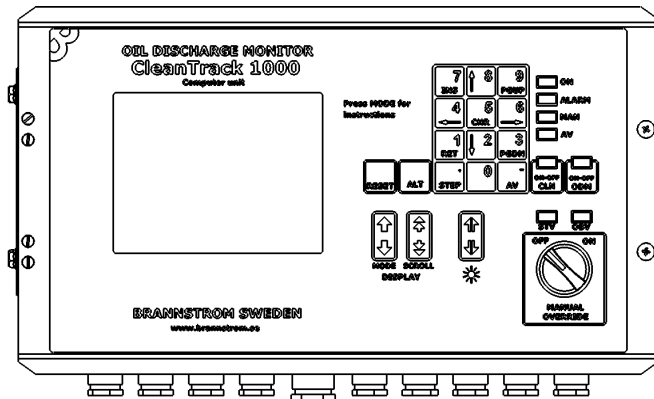 OIL DISCHARGE MONITOR
CleanTrack 1000
Computer unit
Press MODE for
instructions
7 INS
8
9 PGUP
4
5 CHR
6
1 RET
2
3 PGDN
RESET
ALT
. STEP
0
- AV
ON-OFF CLN
ON-OFF ODM
ON
ALARM
MAN
AV
STV
OSV
MODE SCROLL
DISPLAY
OFF ON
MANUAL
OVERRIDE
BRANNSTROM SWEDEN
www.brannstrom.se